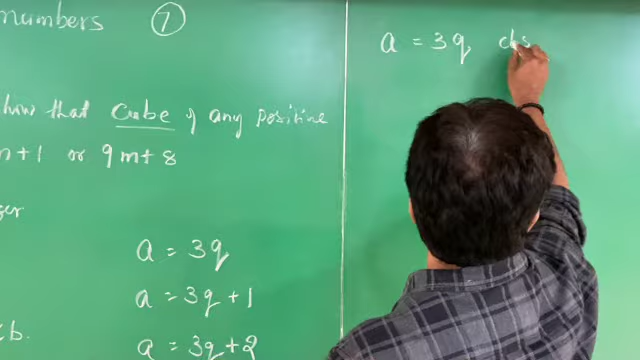 numbers 7
how that cube of any positive
m+1 or 9m+8
ger
a = 3q
a = 3q+1
cb.
a = 3q+2
a = 3q